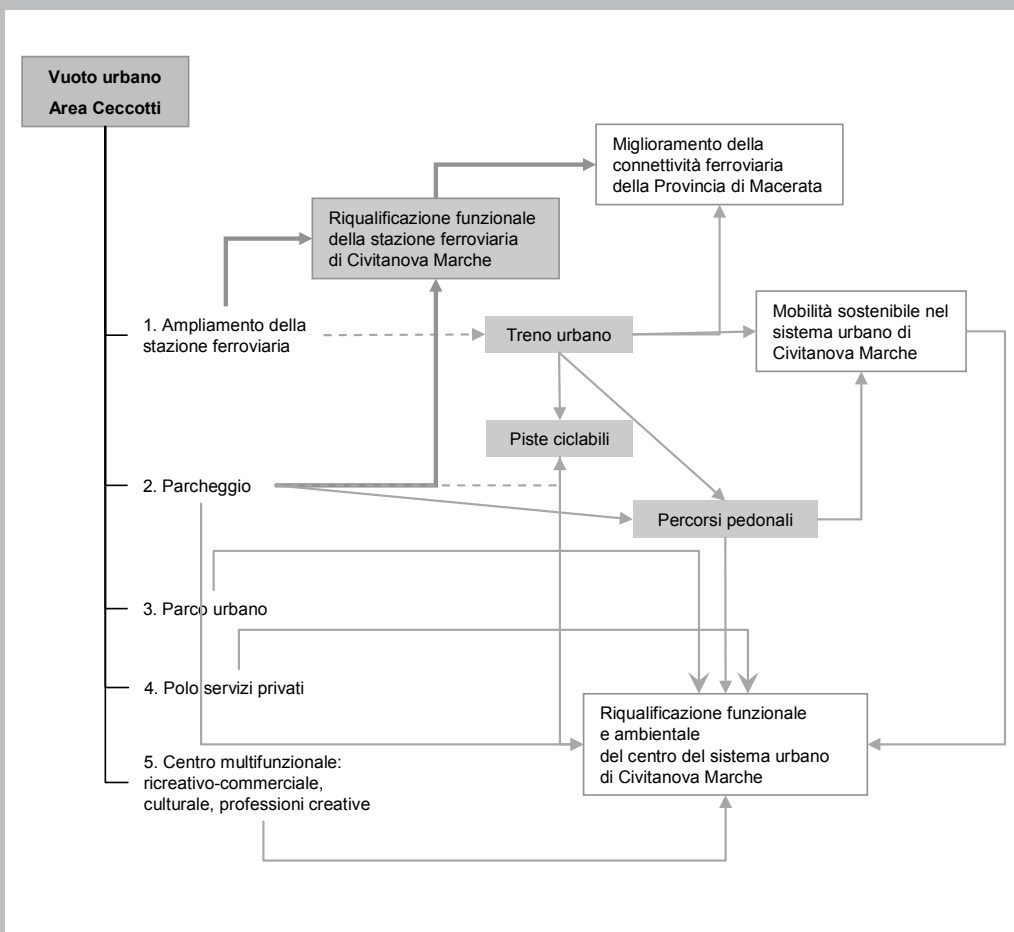 Vuoto urbano
Area Ceccotti
Miglioramento della
connettività ferroviaria
della Provincia di Macerata
Riqualificazione funzionale
della stazione ferroviaria
di Civitanova Marche
1. Ampliamento della
stazione ferroviaria
Treno urbano
Mobilità sostenibile nel
sistema urbano di
Civitanova Marche
Piste ciclabili
2. Parcheggio
Percorsi pedonali
3. Parco urbano
4. Polo servizi privati
Riqualificazione funzionale
e ambientale
del centro del sistema urbano
di Civitanova Marche
5. Centro multifunzionale:
ricreativo-commerciale,
culturale, professioni creative